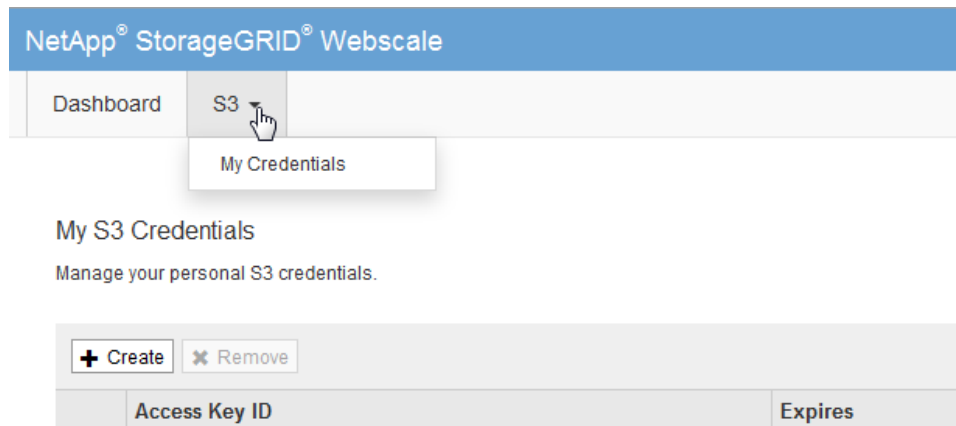 NetApp® StorageGRID® Webscale
Dashboard S3
My Credentials
My S3 Credentials
Manage your personal S3 credentials.
Create Remove
Access Key ID Expires